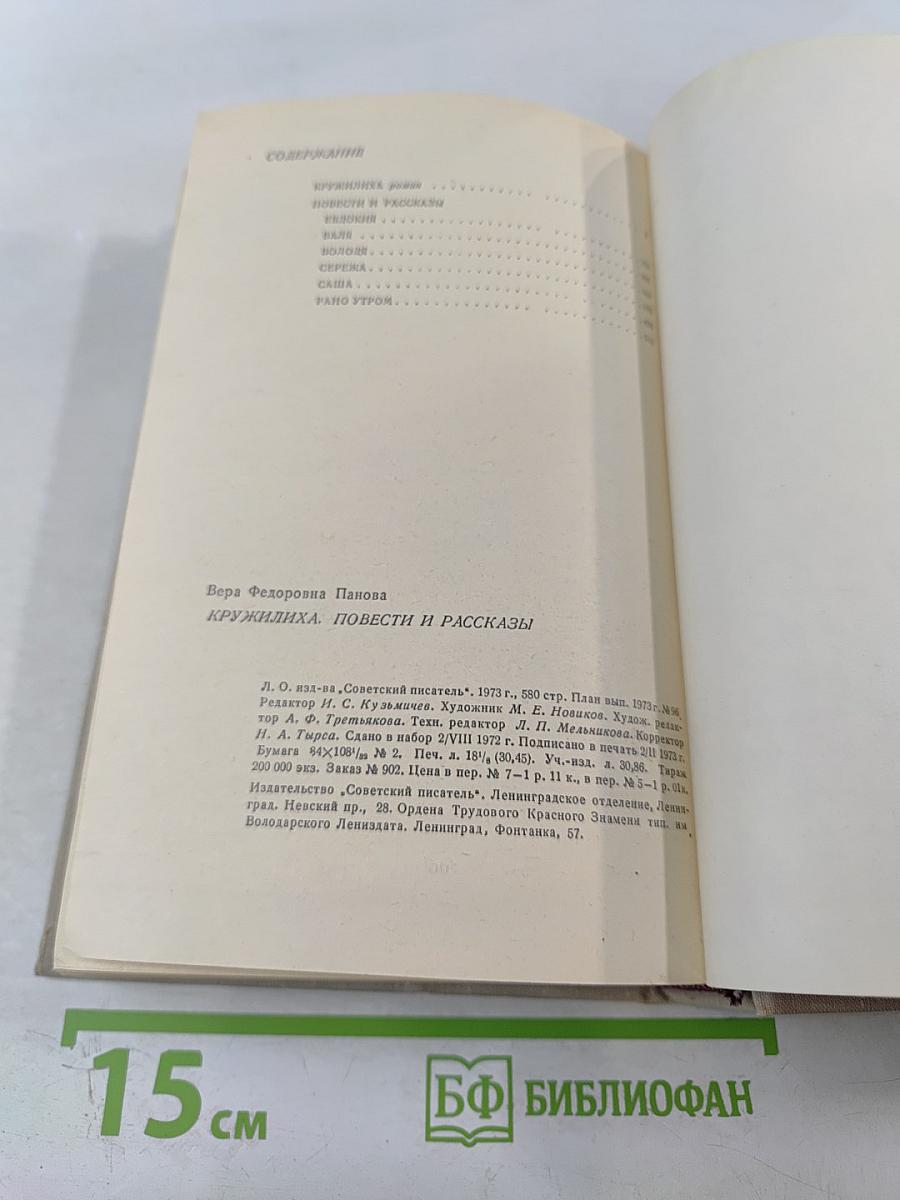 СОДЕРЖАНИЕ
КРУЖИЛИХА роман
ПОВЕСТИ И РАССКАЗЫ
ЕВДОКИЯ
ВАЛЯ
ВОЛОДЯ
СЕРЕЖА
САША
РАНО УТРОМ
Вера Федоровна Панова
КРУЖИЛИХА. ПОВЕСТИ И РАССКАЗЫ
Л. О. изд-ва „Советский писатель“. 1973 г., 580 стр. План вып. 1973 г. № 96.
Редактор И. С. Кузьмичев. Художник М. Е. Новиков. Худож. редак-
тор А. Ф. Третьякова. Техн. редактор Л. П. Мельникова. Корректор
Н. А. Тырса. Сдано в набор 2/VIII 1972 г. Подписано в печать 2/II 1973 г.
Бумага 84×108¹/₃₂ № 2. Печ. л. 18¹/₈ (30,45). Уч.-изд. л. 30,86. Тираж
200 000 экз. Заказ № 902. Цена в пер. № 7—1 р. 11 к., в пер. № 5—1 р. 01к.
Издательство „Советский писатель“. Ленинградское отделение, Ленин-
град. Невский пр., 28. Ордена Трудового Красного Знамени тип. им.
Володарского Лениздата. Ленинград, Фонтанка, 57.
15 см
БФ БИБЛИОФАН